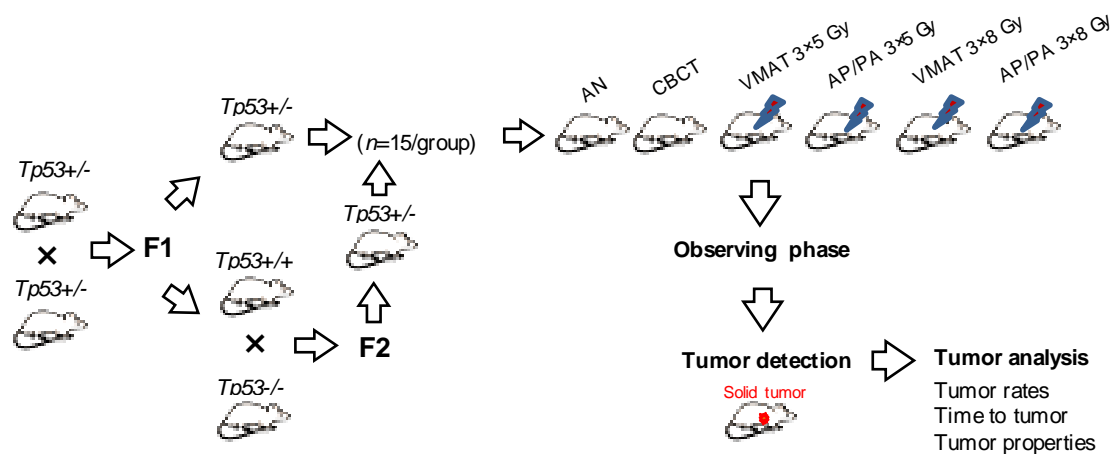 Tp53+/-
×
Tp53+/-
F1
Tp53+/-
Tp53+/+
×
Tp53-/-
F2
Tp53+/-
(n=15/group)
AN
CBCT
VMAT 3×5 Gy
AP/PA 3×5 Gy
VMAT 3×8 Gy
AP/PA 3×8 Gy
Observing phase
Tumor detection
Solid tumor
Tumor analysis
Tumor rates
Time to tumor
Tumor properties